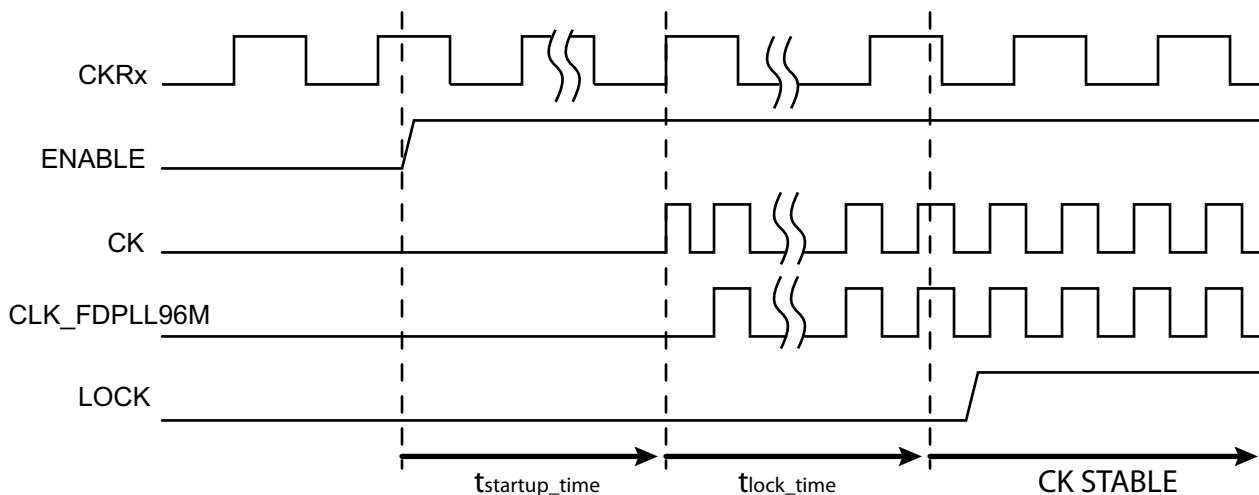 CKRx
ENABLE
CK
CLK_FDPLL96M
LOCK
tstartup_time
tlock_time
CK STABLE